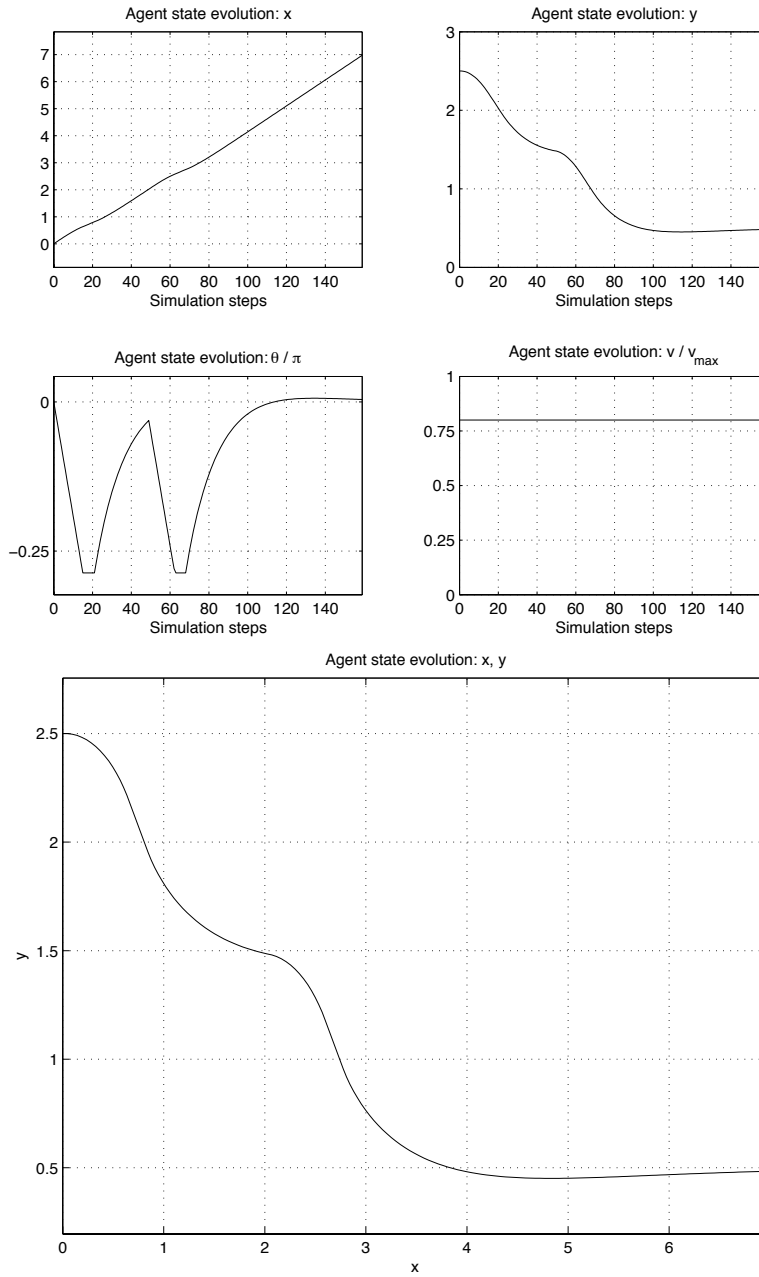 Agent state evolution: x
7
6
5
4
3
2
1
0
0 20 40 60 80 100 120 140
Simulation steps
Agent state evolution: y
3
2
1
0
0 20 40 60 80 100 120 140
Simulation steps
Agent state evolution: θ / π
0
−0.25
0 20 40 60 80 100 120 140
Simulation steps
Agent state evolution: v / v_max
1
0.75
0.5
0.25
0
0 20 40 60 80 100 120 140
Simulation steps
Agent state evolution: x, y
2.5
2
1.5
1
0.5
y
0 1 2 3 4 5 6
x